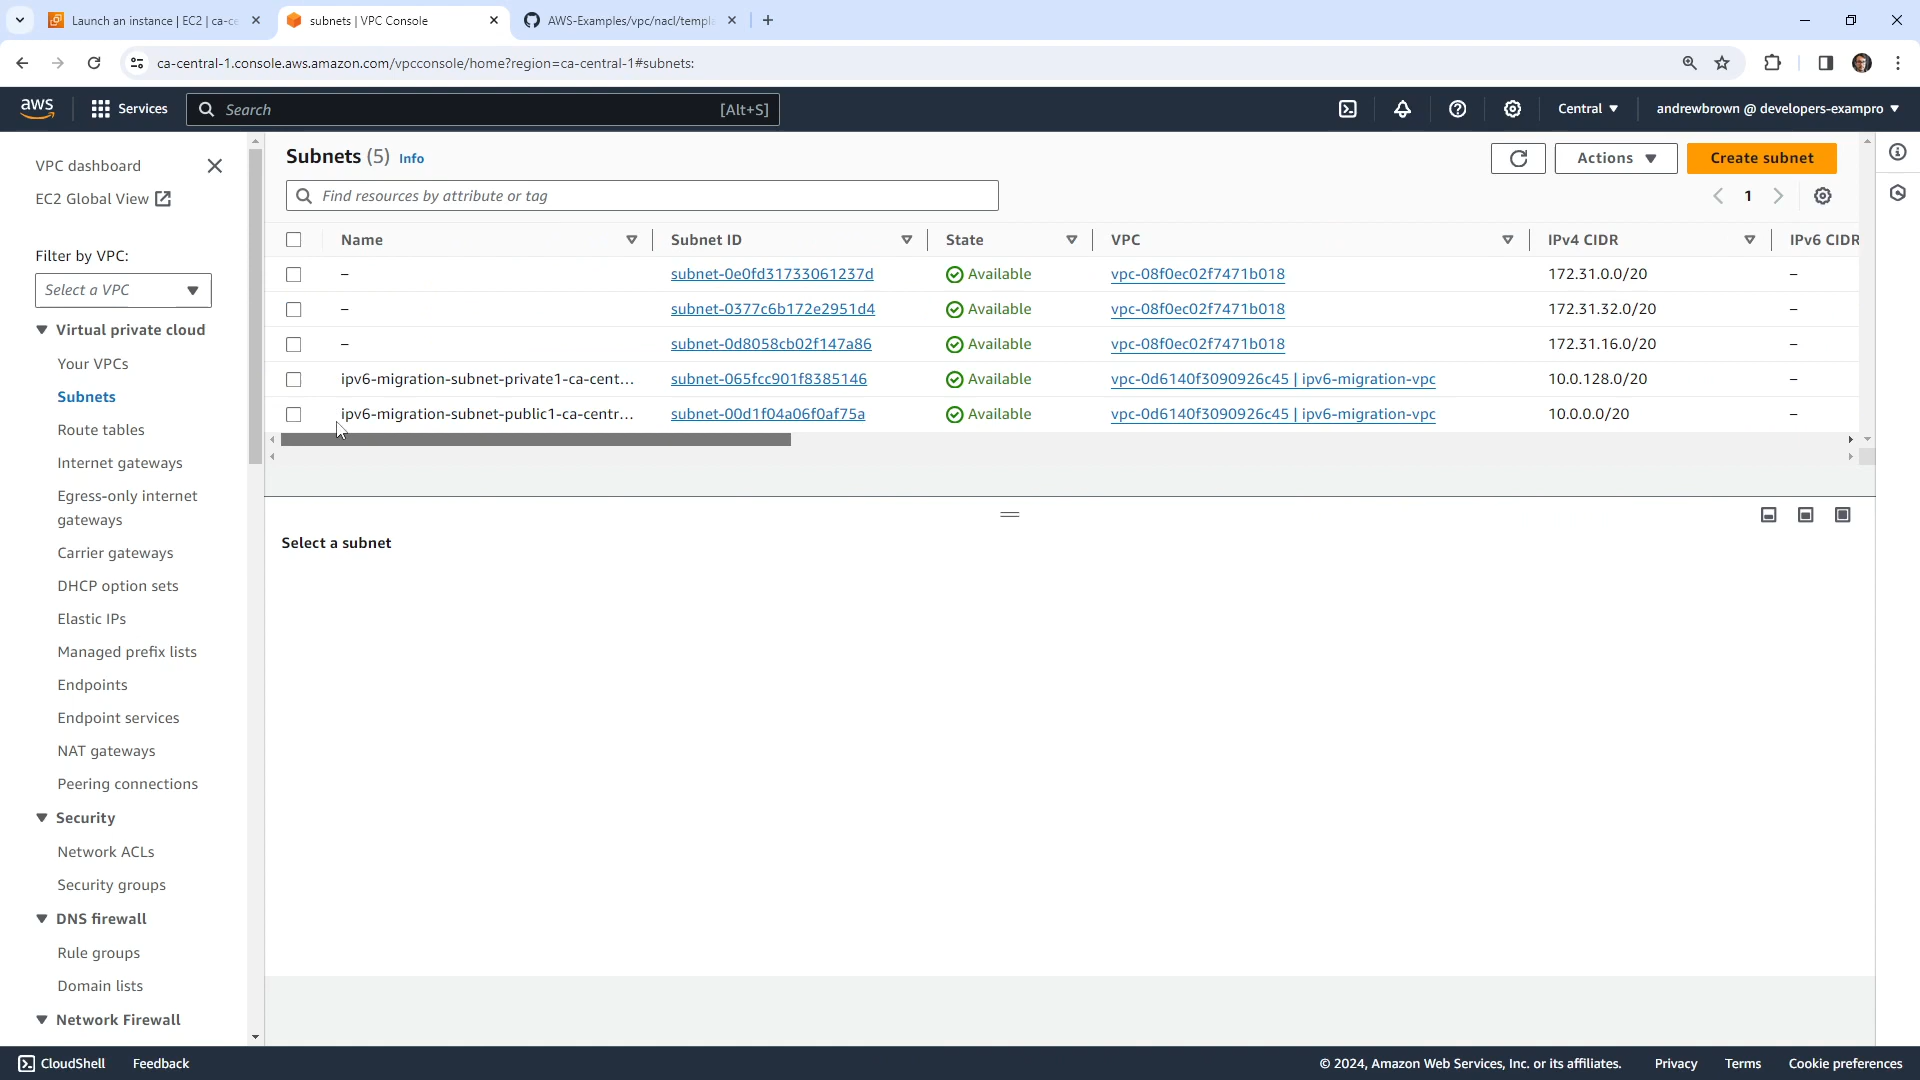 Launch an instance | EC2 | ca-ce
subnets | VPC Console
AWS-Examples/vpc/nacl/templ
ca-central-1.console.aws.amazon.com/vpcconsole/home?region=ca-central-1#subnets:
aws
Services
Search
[Alt+S]
Central
andrewbrown @ developers-exampro
VPC dashboard
EC2 Global View
Filter by VPC:
Select a VPC
Virtual private cloud
Your VPCs
Subnets
Route tables
Internet gateways
Egress-only internet
gateways
Carrier gateways
DHCP option sets
Elastic IPs
Managed prefix lists
Endpoints
Endpoint services
NAT gateways
Peering connections
Security
Network ACLs
Security groups
DNS firewall
Rule groups
Domain lists
Network Firewall
Subnets (5) Info
Actions
Create subnet
Find resources by attribute or tag
1
Name Subnet ID State VPC IPv4 CIDR IPv6 CIDR
– subnet-0e0fd31733061237d Available vpc-08f0ec02f7471b018 172.31.0.0/20 –
– subnet-0377c6b172e2951d4 Available vpc-08f0ec02f7471b018 172.31.32.0/20 –
– subnet-0d8058cb02f147a86 Available vpc-08f0ec02f7471b018 172.31.16.0/20 –
ipv6-migration-subnet-private1-ca-cent... subnet-065fcc901f8385146 Available vpc-0d6140f3090926c45 | ipv6-migration-vpc 10.0.128.0/20 –
ipv6-migration-subnet-public1-ca-centr... subnet-00d1f04a06f0af75a Available vpc-0d6140f3090926c45 | ipv6-migration-vpc 10.0.0.0/20 –
Select a subnet
CloudShell
Feedback
© 2024, Amazon Web Services, Inc. or its affiliates.
Privacy
Terms
Cookie preferences